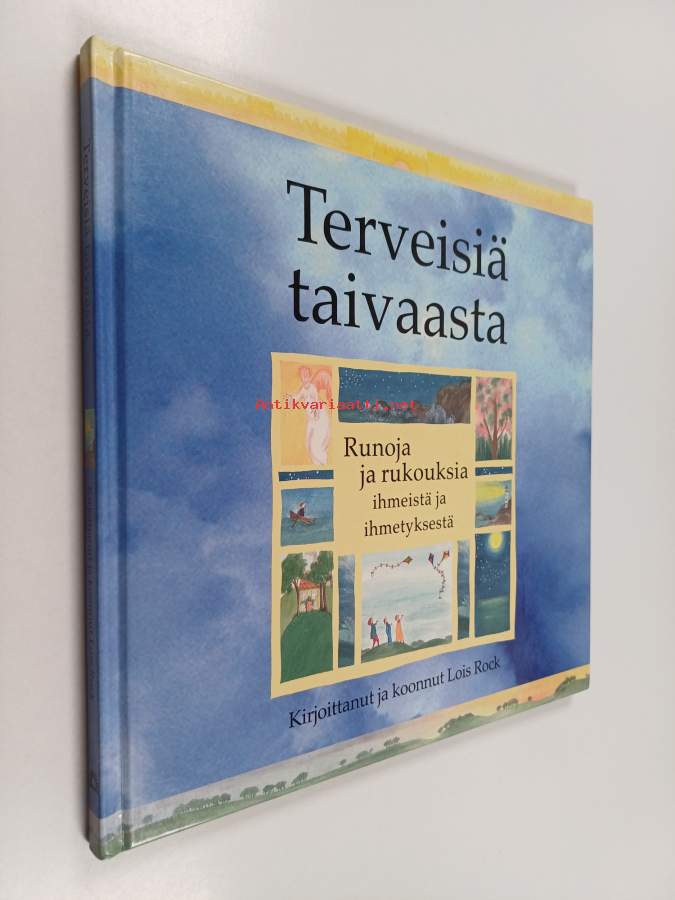 Terveisiä
taivaasta
Antikvariaatti.net
Runoja
ja rukouksia
ihmeistä ja
ihmetyksestä
Kirjoittanut ja koonnut Lois Rock